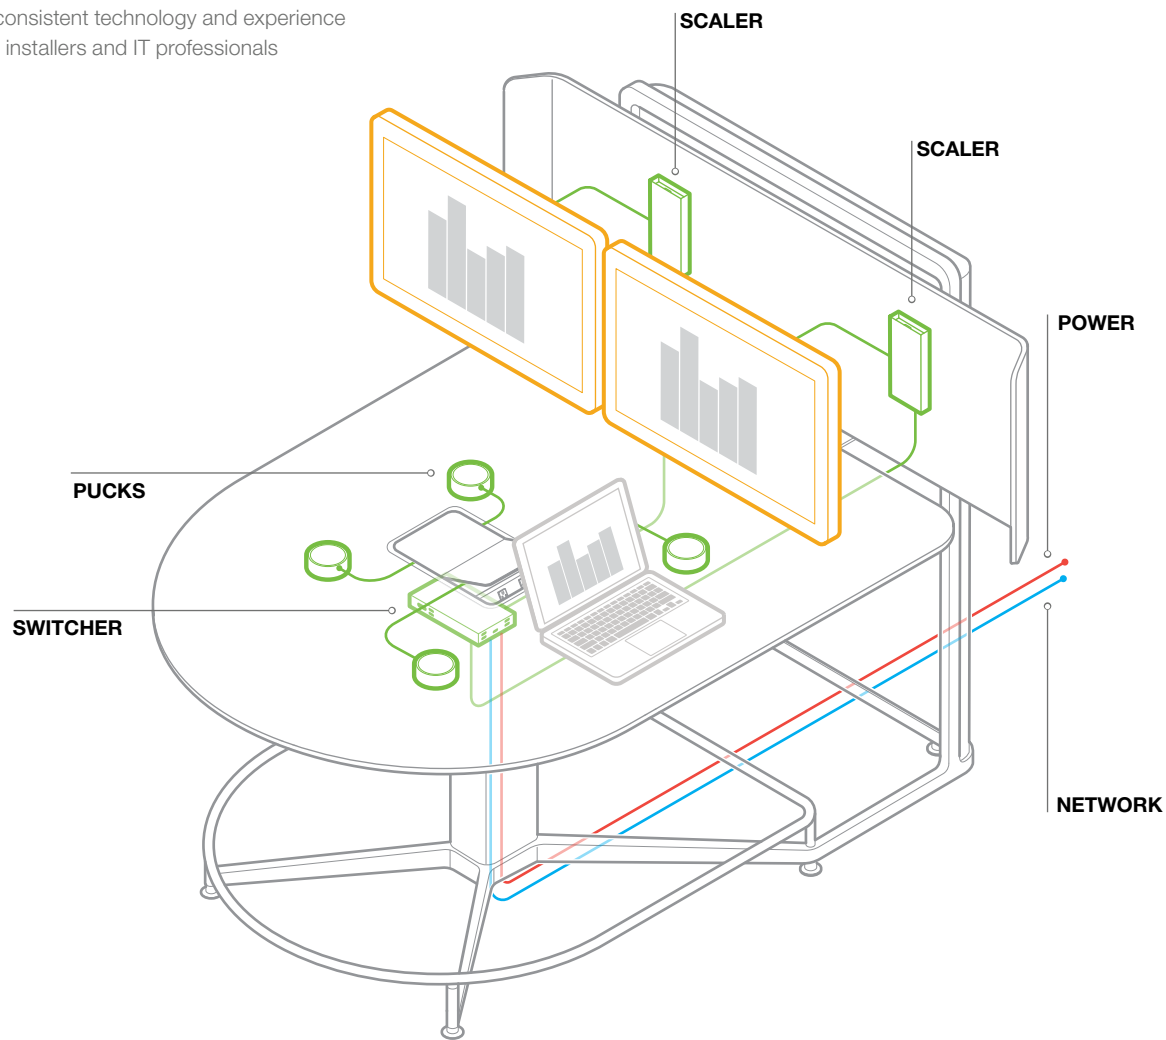 consistent technology and experience
installers and IT professionals
SCALER
SCALER
POWER
PUCKS
SWITCHER
NETWORK